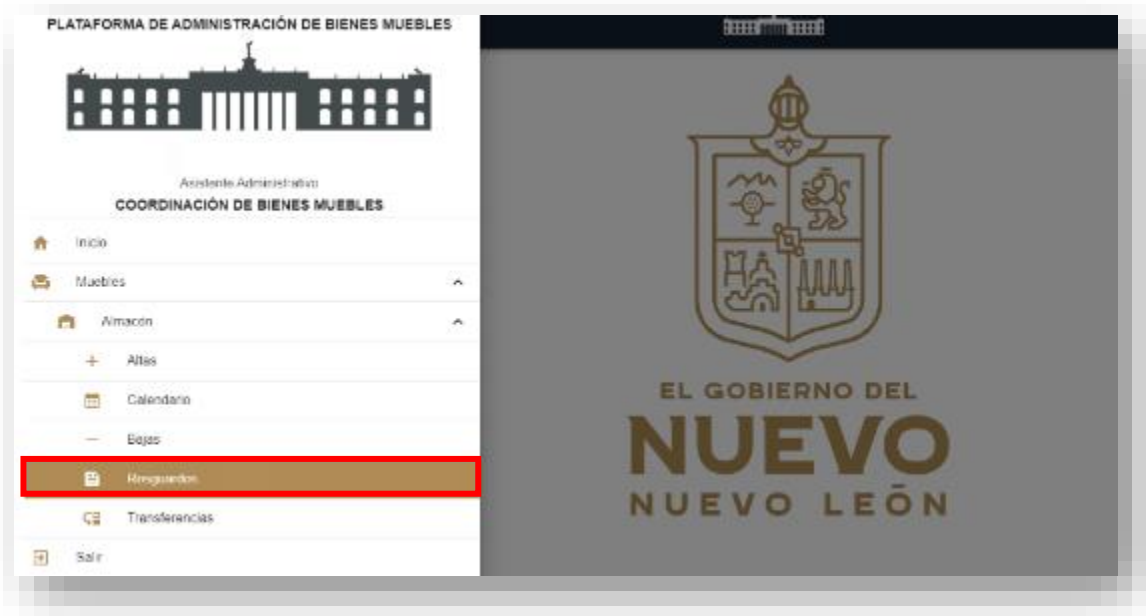 PLATAFORMA DE ADMINISTRACIÓN DE BIENES MUEBLES
Asistente Administrativo
COORDINACIÓN DE BIENES MUEBLES
Inicio
Muebles
Almacén
Altas
Calendario
Bajas
Resguardos
Transferencias
Salir
EL GOBIERNO DEL
NUEVO
NUEVO LEÓN